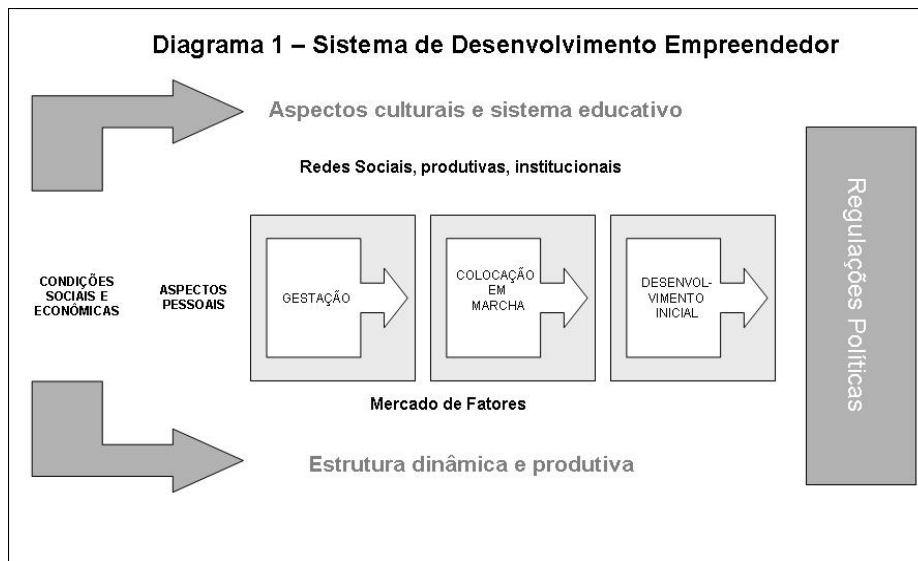 Diagrama 1 – Sistema de Desenvolvimento Empreendedor
Aspectos culturais e sistema educativo
Redes Sociais, produtivas, institucionais
CONDIÇÕES
SOCIAIS E
ECONÔMICAS
ASPECTOS
PESSOAIS
GESTAÇÃO
COLOCAÇÃO
EM
MARCHA
DESENVOL-
VIMENTO
INICIAL
Regulações Políticas
Mercado de Fatores
Estrutura dinâmica e produtiva